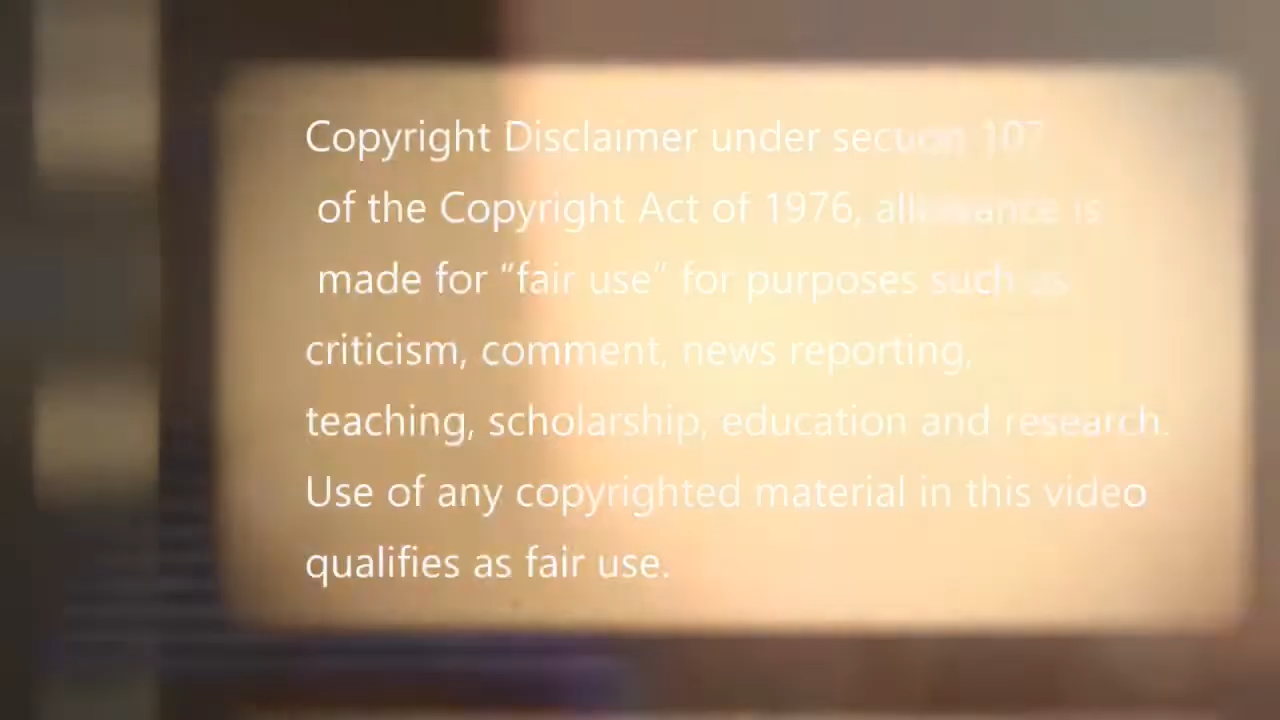 Copyright Disclaimer under section 107
of the Copyright Act of 1976, allowance is
made for “fair use” for purposes such as
criticism, comment, news reporting,
teaching, scholarship, education and research.
Use of any copyrighted material in this video
qualifies as fair use.